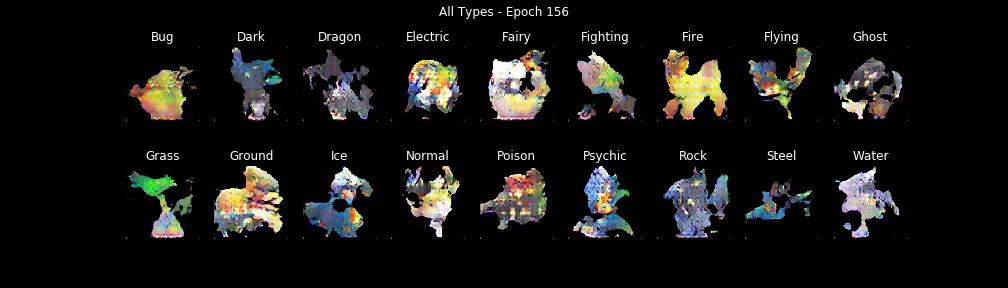 All Types - Epoch 156
Bug Dark Dragon Electric Fairy Fighting Fire Flying Ghost
Grass Ground Ice Normal Poison Psychic Rock Steel Water